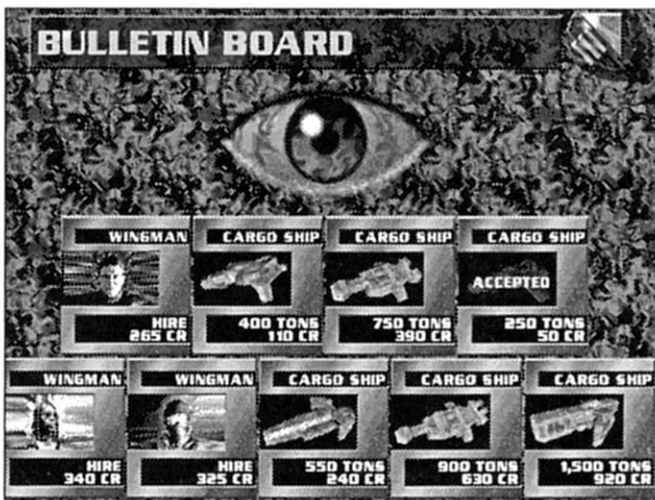 BULLETIN BOARD
WINGMAN
HIRE
265 CR
CARGO SHIP
400 TONS
110 CR
CARGO SHIP
750 TONS
390 CR
CARGO SHIP
ACCEPTED
250 TONS
50 CR
WINGMAN
HIRE
340 CR
WINGMAN
HIRE
325 CR
CARGO SHIP
550 TONS
240 CR
CARGO SHIP
900 TONS
630 CR
CARGO SHIP
1,500 TONS
920 CR